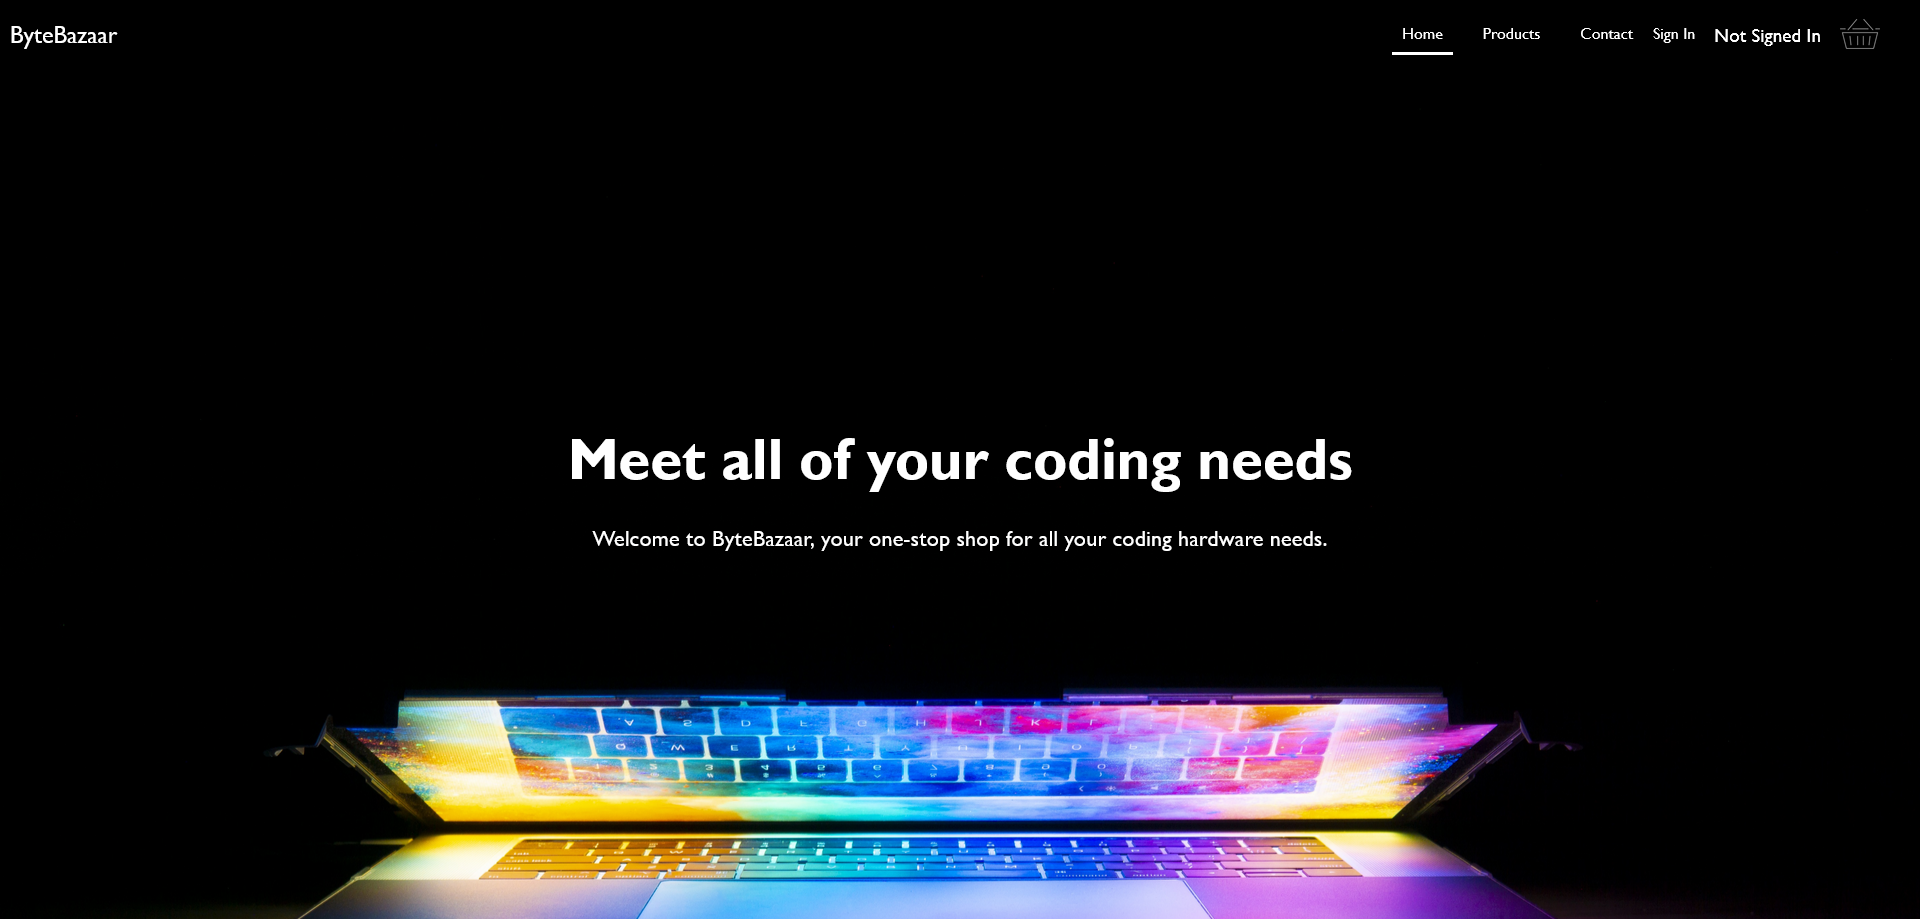 ByteBazaar
Home Products Contact Sign In Not Signed In
Meet all of your coding needs
Welcome to ByteBazaar, your one-stop shop for all your coding hardware needs.